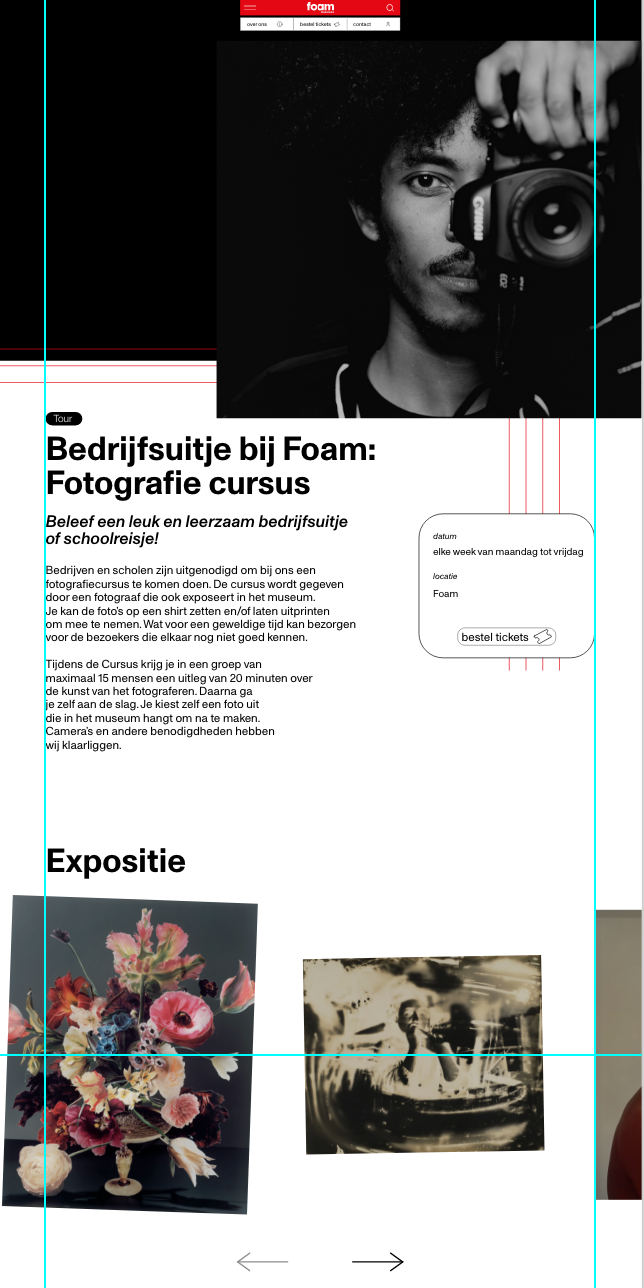 foam
over ons
bestel tickets
contact
CANON
EOS
Tour
Bedrijfsuitje bij Foam:
Fotografie cursus
Beleef een leuk en leerzaam bedrijfsuitje
of schoolreisje!
Bedrijven en scholen zijn uitgenodigd om bij ons een
fotografiecursus te komen doen. De cursus wordt gegeven
door een fotograaf die ook exposeert in het museum.
Je kan de foto's op een shirt zetten en/of laten uitprinten
om mee te nemen. Wat voor een geweldige tijd kan bezorgen
voor de bezoekers die elkaar nog niet goed kennen.
Tijdens de Cursus krijg je in een groep van
maximaal 15 mensen een uitleg van 20 minuten over
de kunst van het fotograferen. Daarna ga
je zelf aan de slag. Je kiest zelf een foto uit
die in het museum hangt om na te maken.
Camera's en andere benodigdheden hebben
wij klaarliggen.
datum
elke week van maandag tot vrijdag
locatie
Foam
bestel tickets
Expositie